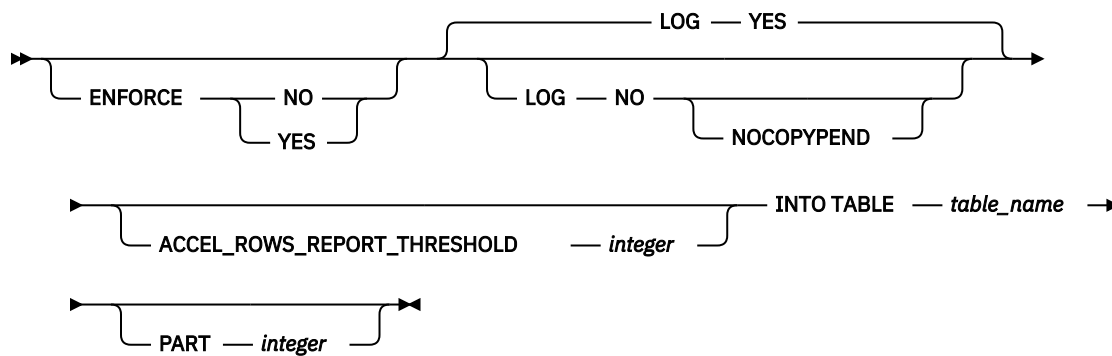 LOG YES
ENFORCE NO
YES
LOG NO
NOCOPYPEND
ACCEL_ROWS_REPORT_THRESHOLD integer
INTO TABLE table_name
PART integer